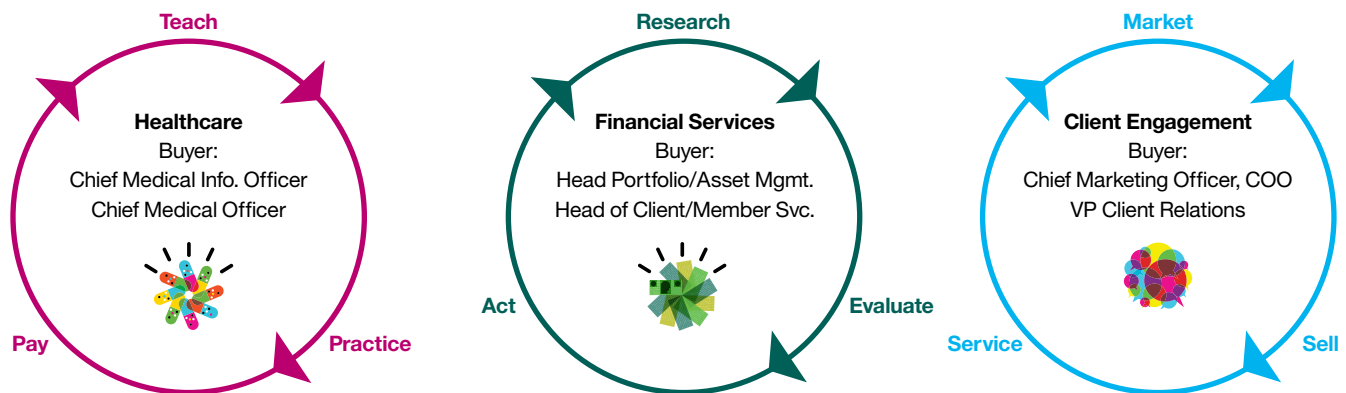 Teach
Healthcare
Buyer:
Chief Medical Info. Officer
Chief Medical Officer
Pay
Practice
Research
Financial Services
Buyer:
Head Portfolio/Asset Mgmt.
Head of Client/Member Svc.
Act
Evaluate
Market
Client Engagement
Buyer:
Chief Marketing Officer, COO
VP Client Relations
Service
Sell